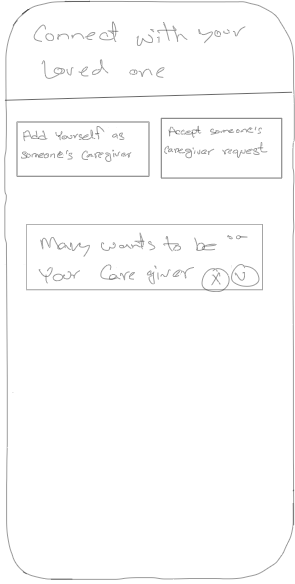 Connect with your
Loved one
Add Yourself as
someone's Caregiver
Accept someone's
caregiver request
Mary wants to be
Your Care giver X